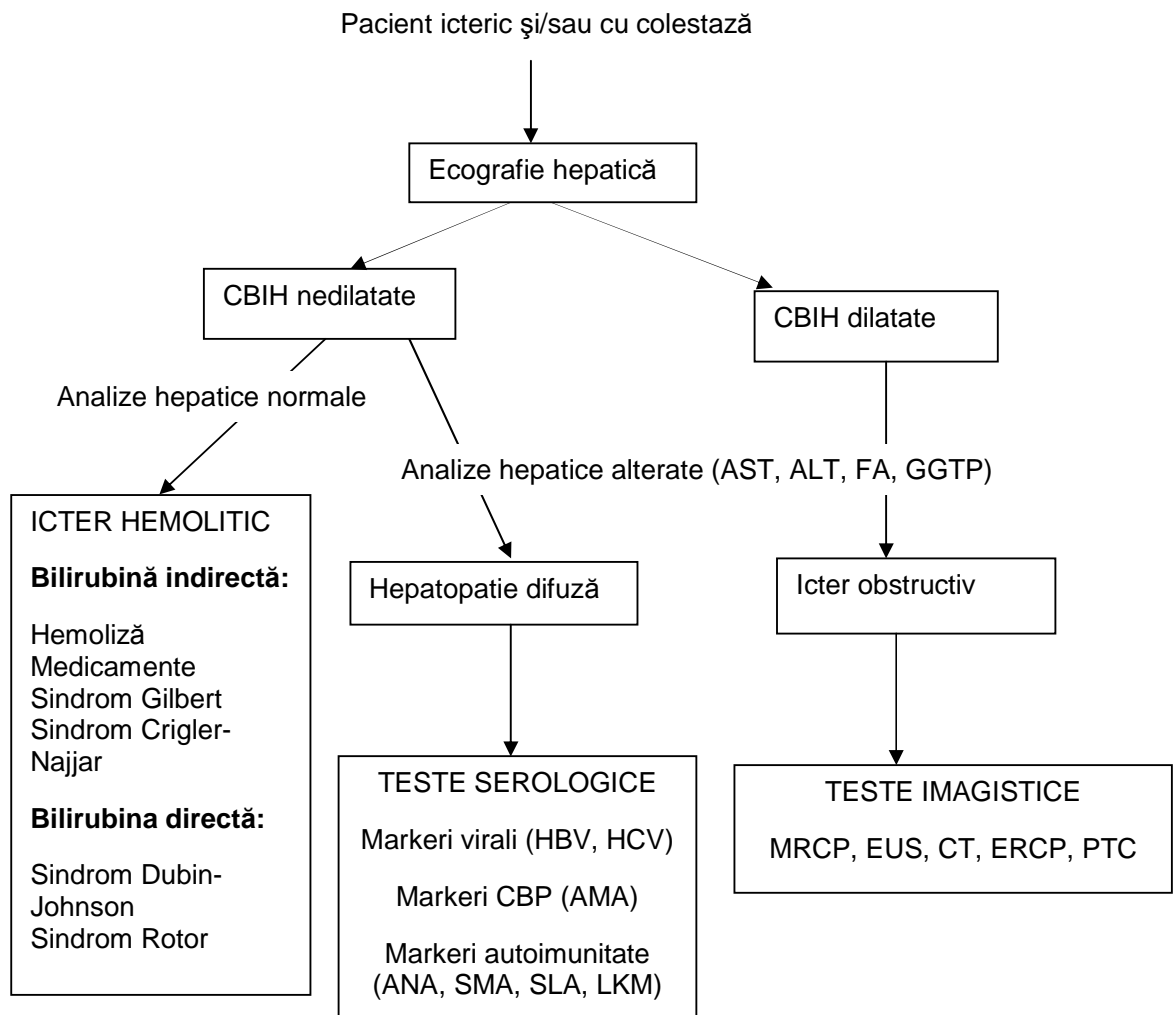 Pacient icteric şi/sau cu colestază
Ecografie hepatică
CBIH nedilatate
CBIH dilatate
Analize hepatice normale
Analize hepatice alterate (AST, ALT, FA, GGTP)
ICTER HEMOLITIC
Bilirubină indirectă:
Hemoliză
Medicamente
Sindrom Gilbert
Sindrom Crigler-
Najjar
Bilirubina directă:
Sindrom Dubin-
Johnson
Sindrom Rotor
Hepatopatie difuză
Icter obstructiv
TESTE SEROLOGICE
Markeri virali (HBV, HCV)
Markeri CBP (AMA)
Markeri autoimunitate
(ANA, SMA, SLA, LKM)
TESTE IMAGISTICE
MRCP, EUS, CT, ERCP, PTC